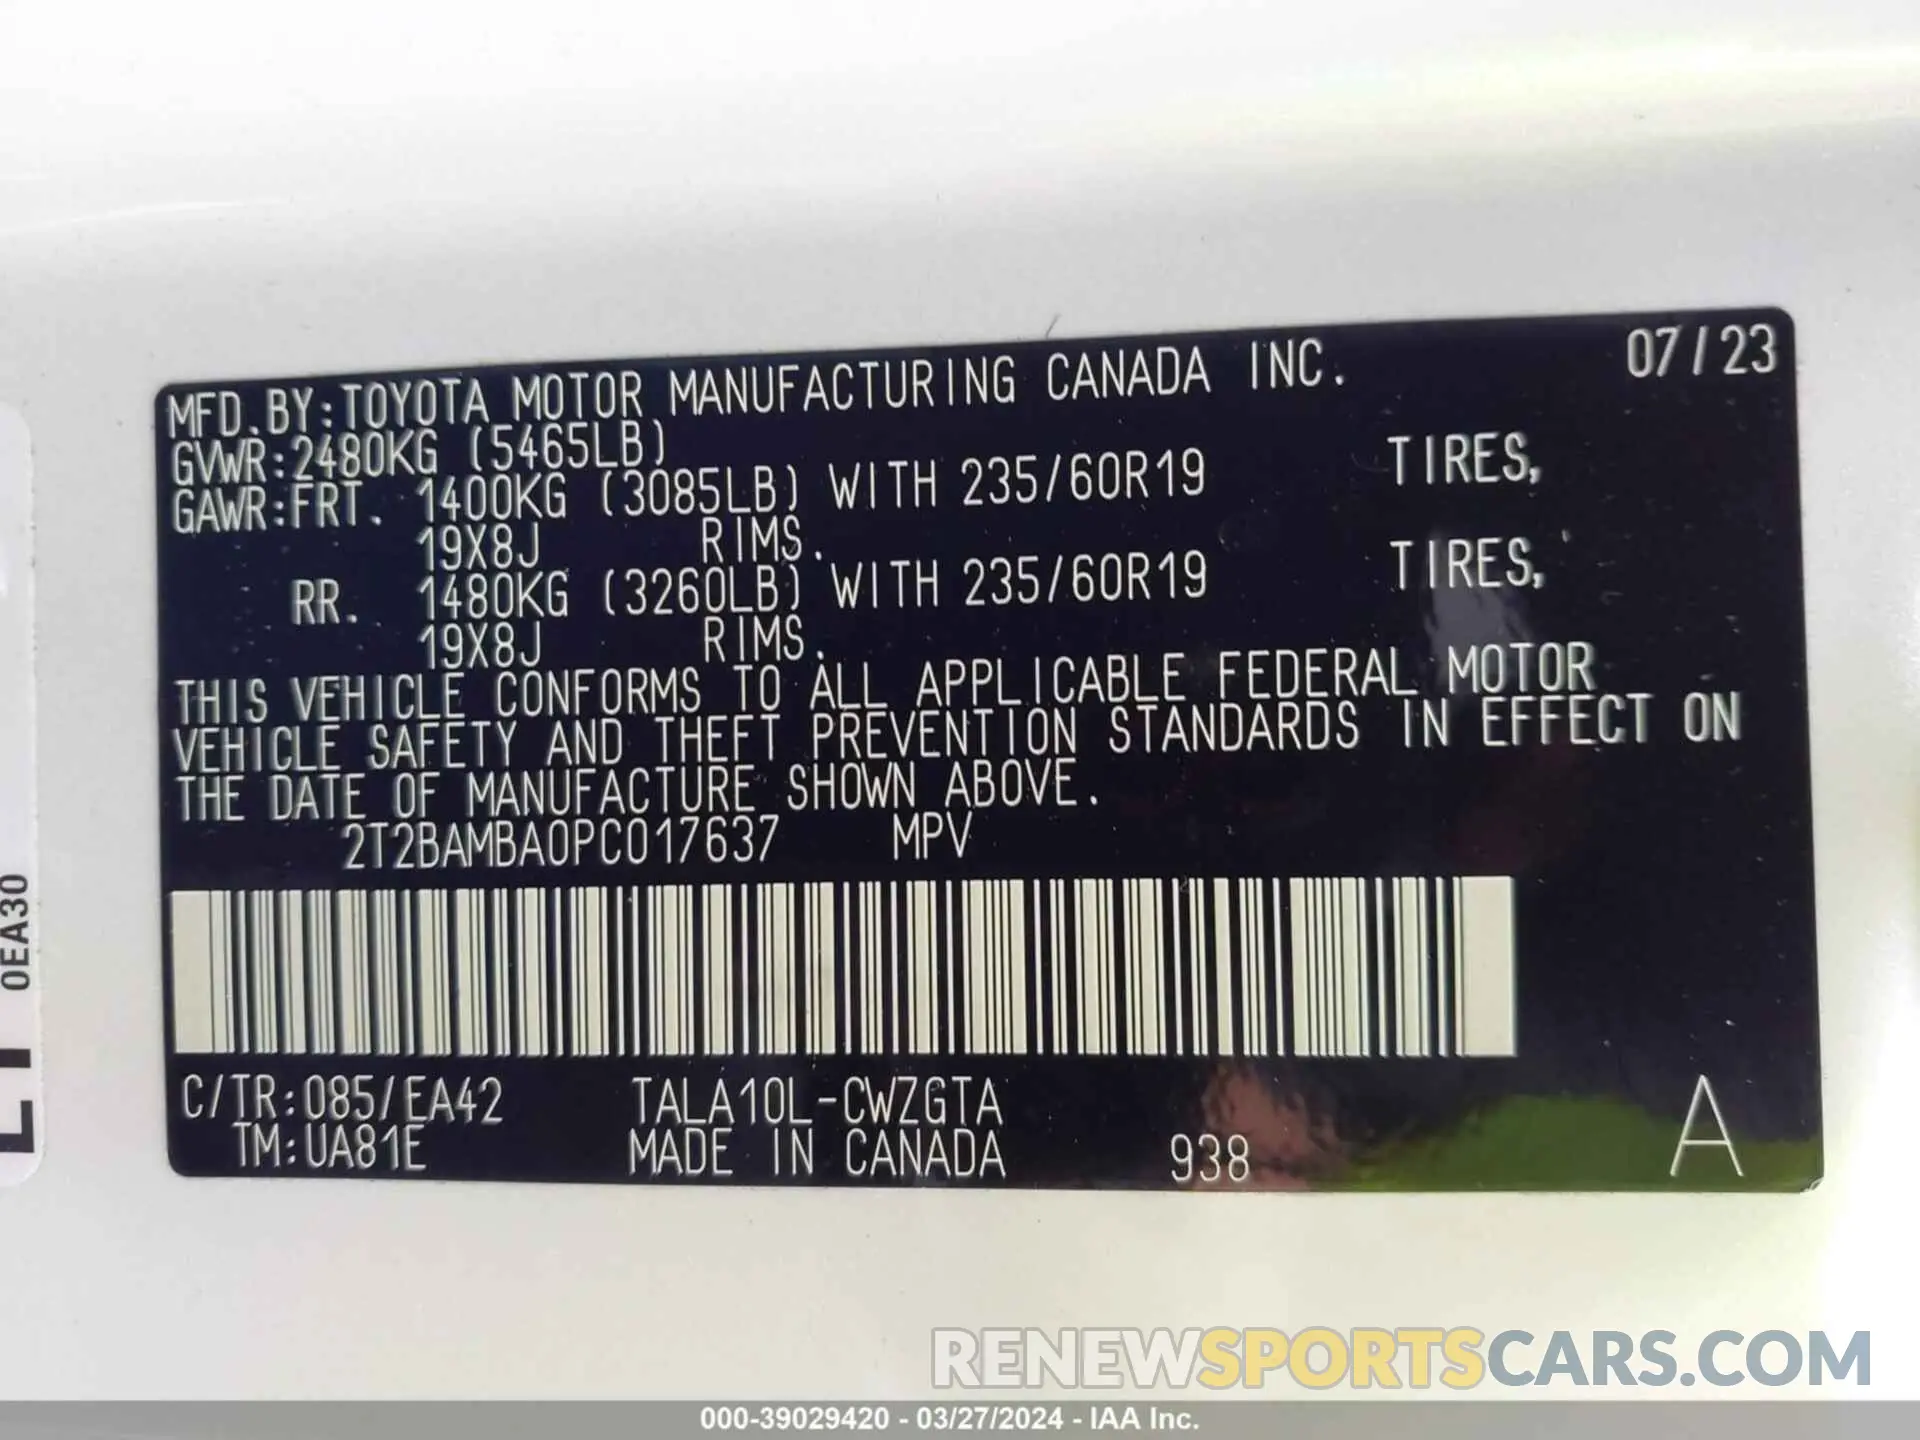 MFD.BY:TOYOTA MOTOR MANUFACTURING CANADA INC. 07/23
GVWR:2480KG (5465LB)
GAWR:FRT. 1400KG (3085LB) WITH 235/60R19 TIRES,
19X8J RIMS.
RR. 1480KG (3260LB) WITH 235/60R19 TIRES,
19X8J RIMS.
THIS VEHICLE CONFORMS TO ALL APPLICABLE FEDERAL MOTOR
VEHICLE SAFETY AND THEFT PREVENTION STANDARDS IN EFFECT ON
THE DATE OF MANUFACTURE SHOWN ABOVE.
2T2BAMBA0PC017637 MPV
C/TR:085/EA42 TALA10L-CWZGTA
TM:UA81E MADE IN CANADA 938 A
0EA30
RENEWSPORTSCARS.COM
000-39029420 - 03/27/2024 - IAA Inc.